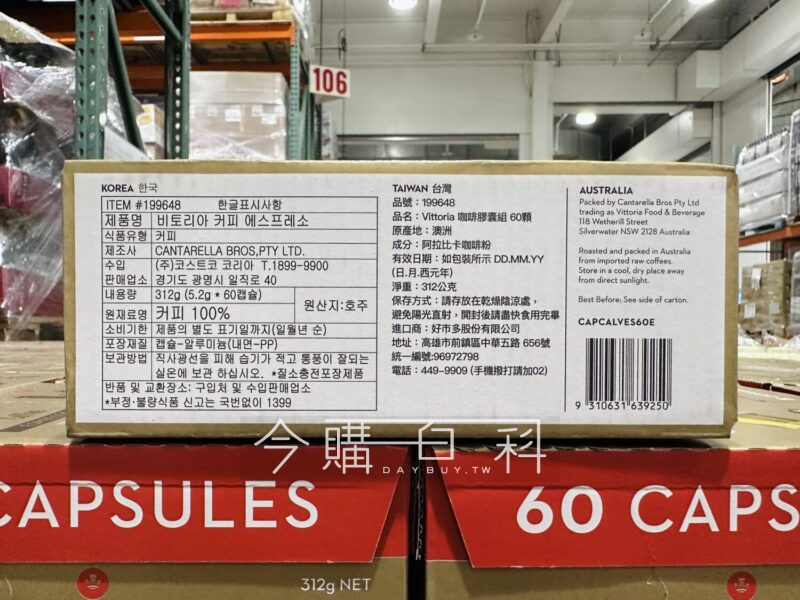 106
KOREA 한국
ITEM #199648 한글표시사항
제품명 비토리아 커피 에스프레소
식품유형 커피
제조사 CANTARELLA BROS,PTY LTD.
수입 (주)코스트코 코리아 T.1899-9900
판매업소 경기도 광명시 일직로 40
내용량 312g (5.2g * 60캡슐)
원재료명 커피 100%
원산지:호주
소비기한 제품의 별도 표기일까지(일월년 순)
포장재질 캡슐-알루미늄(내면-PP)
보관방법 직사광선을 피해 습기가 적고 통풍이 잘되는
실온에 보관 하십시오. *질소충전포장제품
반품 및 교환장소: 구입처 및 수입판매업소
*부정·불량식품 신고는 국번없이 1399
TAIWAN 台灣
品號：199648
品名：Vittoria 咖啡膠囊組 60顆
原產地：澳洲
成分：阿拉比卡咖啡粉
有效日期：如包裝所示 DD.MM.YY
(日.月.西元年)
淨重：312公克
保存方式：請存放在乾燥陰涼處，
避免陽光直射，開封後請盡快食用完畢
進口商：好市多股份有限公司
地址：高雄市前鎮區中華五路 656號
統一編號:96972798
電話：449-9909 (手機撥打請加02)
AUSTRALIA
Packed by Cantarella Bros Pty Ltd
trading as Vittoria Food & Beverage
118 Wetherill Street
Silverwater NSW 2128 Australia
Roasted and packed in Australia
from imported raw coffees.
Store in a cool, dry place away
from direct sunlight.
Best Before: See side of carton.
CAPCALVES60E
9 310631 639250
今購百科
DAYBUY.TW
CAPSULES
60 CAPS
312g NET